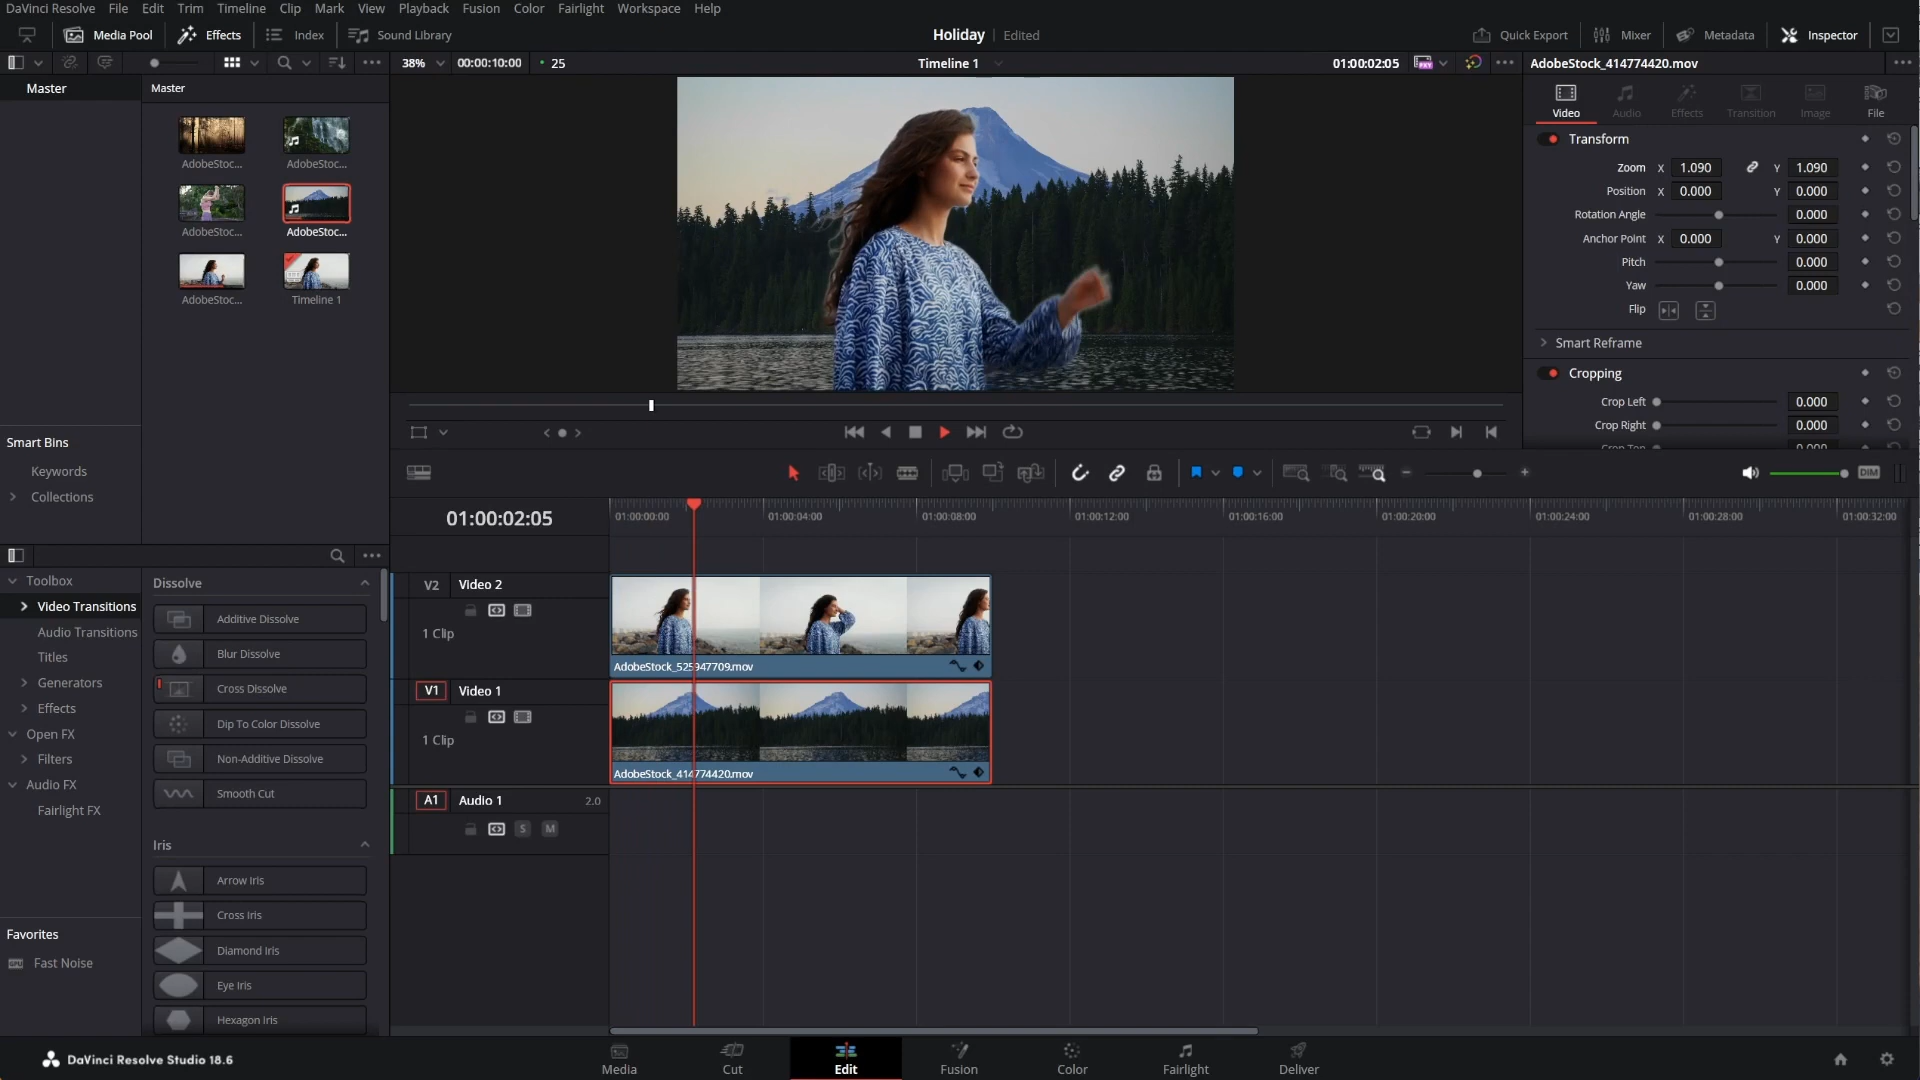 DaVinci Resolve File Edit Trim Timeline Clip Mark View Playback Fusion Color Fairlight Workspace Help
Media Pool Effects Index Sound Library Holiday Edited Quick Export Mixer Metadata Inspector
38% 00:00:10:00 25 Timeline 1 01:00:02:05 AdobeStock_414774420.mov
Master Master
Video Audio Effects Transition Image File
AdobeStoc... AdobeStoc...
AdobeStoc... AdobeStoc...
AdobeStoc... Timeline 1
Transform
Zoom X 1.090 Y 1.090
Position X 0.000 Y 0.000
Rotation Angle 0.000
Anchor Point X 0.000 Y 0.000
Pitch 0.000
Yaw 0.000
Flip
Smart Reframe
Cropping
Crop Left 0.000
Crop Right 0.000
Smart Bins
Keywords
Collections
DIM
01:00:02:05 01:00:00:00 01:00:04:00 01:00:08:00 01:00:12:00 01:00:16:00 01:00:20:00 01:00:24:00 01:00:28:00 01:00:32:00
Toolbox
Video Transitions
Audio Transitions
Titles
Generators
Effects
Open FX
Filters
Audio FX
Fairlight FX
Favorites
Fast Noise
Dissolve
Additive Dissolve
Blur Dissolve
Cross Dissolve
Dip To Color Dissolve
Non-Additive Dissolve
Smooth Cut
Iris
Arrow Iris
Cross Iris
Diamond Iris
Eye Iris
Hexagon Iris
V2 Video 2
1 Clip
AdobeStock_525947709.mov
V1 Video 1
1 Clip
AdobeStock_414774420.mov
A1 Audio 1 2.0
S M
DaVinci Resolve Studio 18.6
Media Cut Edit Fusion Color Fairlight Deliver